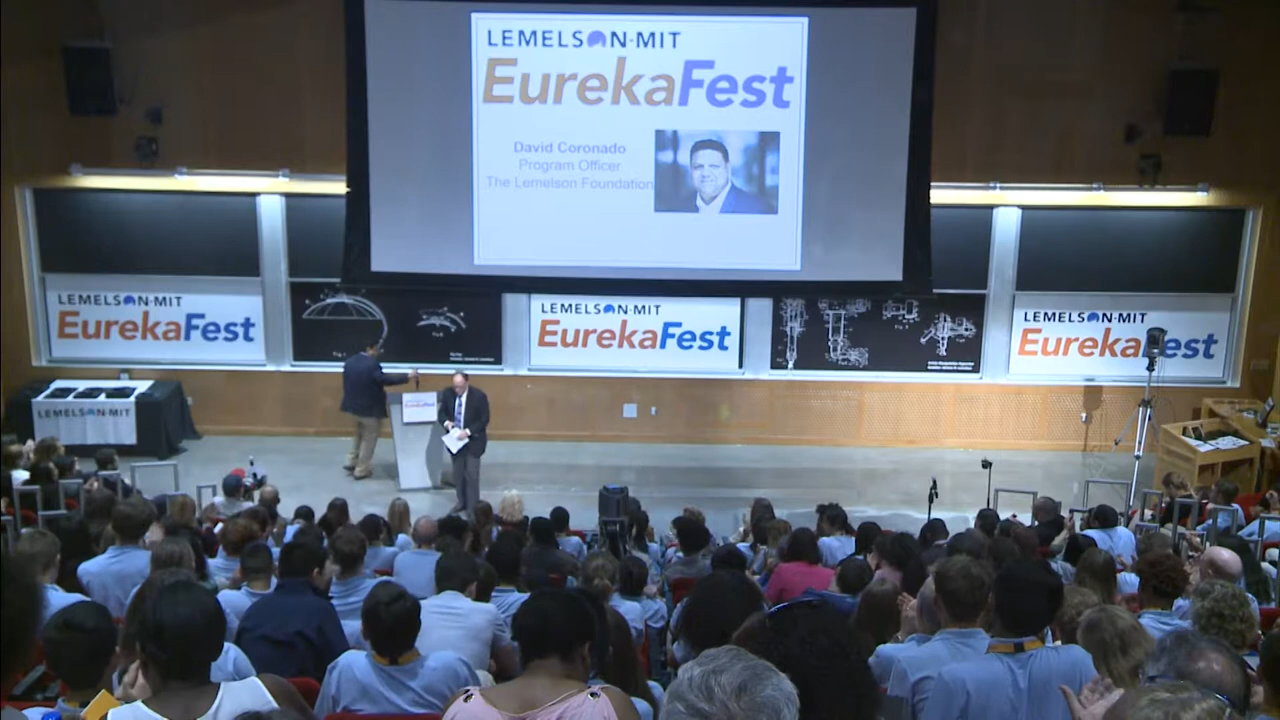 LEMELSON-MIT
EurekaFest
David Coronado
Program Officer
The Lemelson Foundation
LEMELSON-MIT
EurekaFest
LEMELSON-MIT
EurekaFest
LEMELSON-MIT
EurekaFest
LEMELSON-MIT
EurekaFest